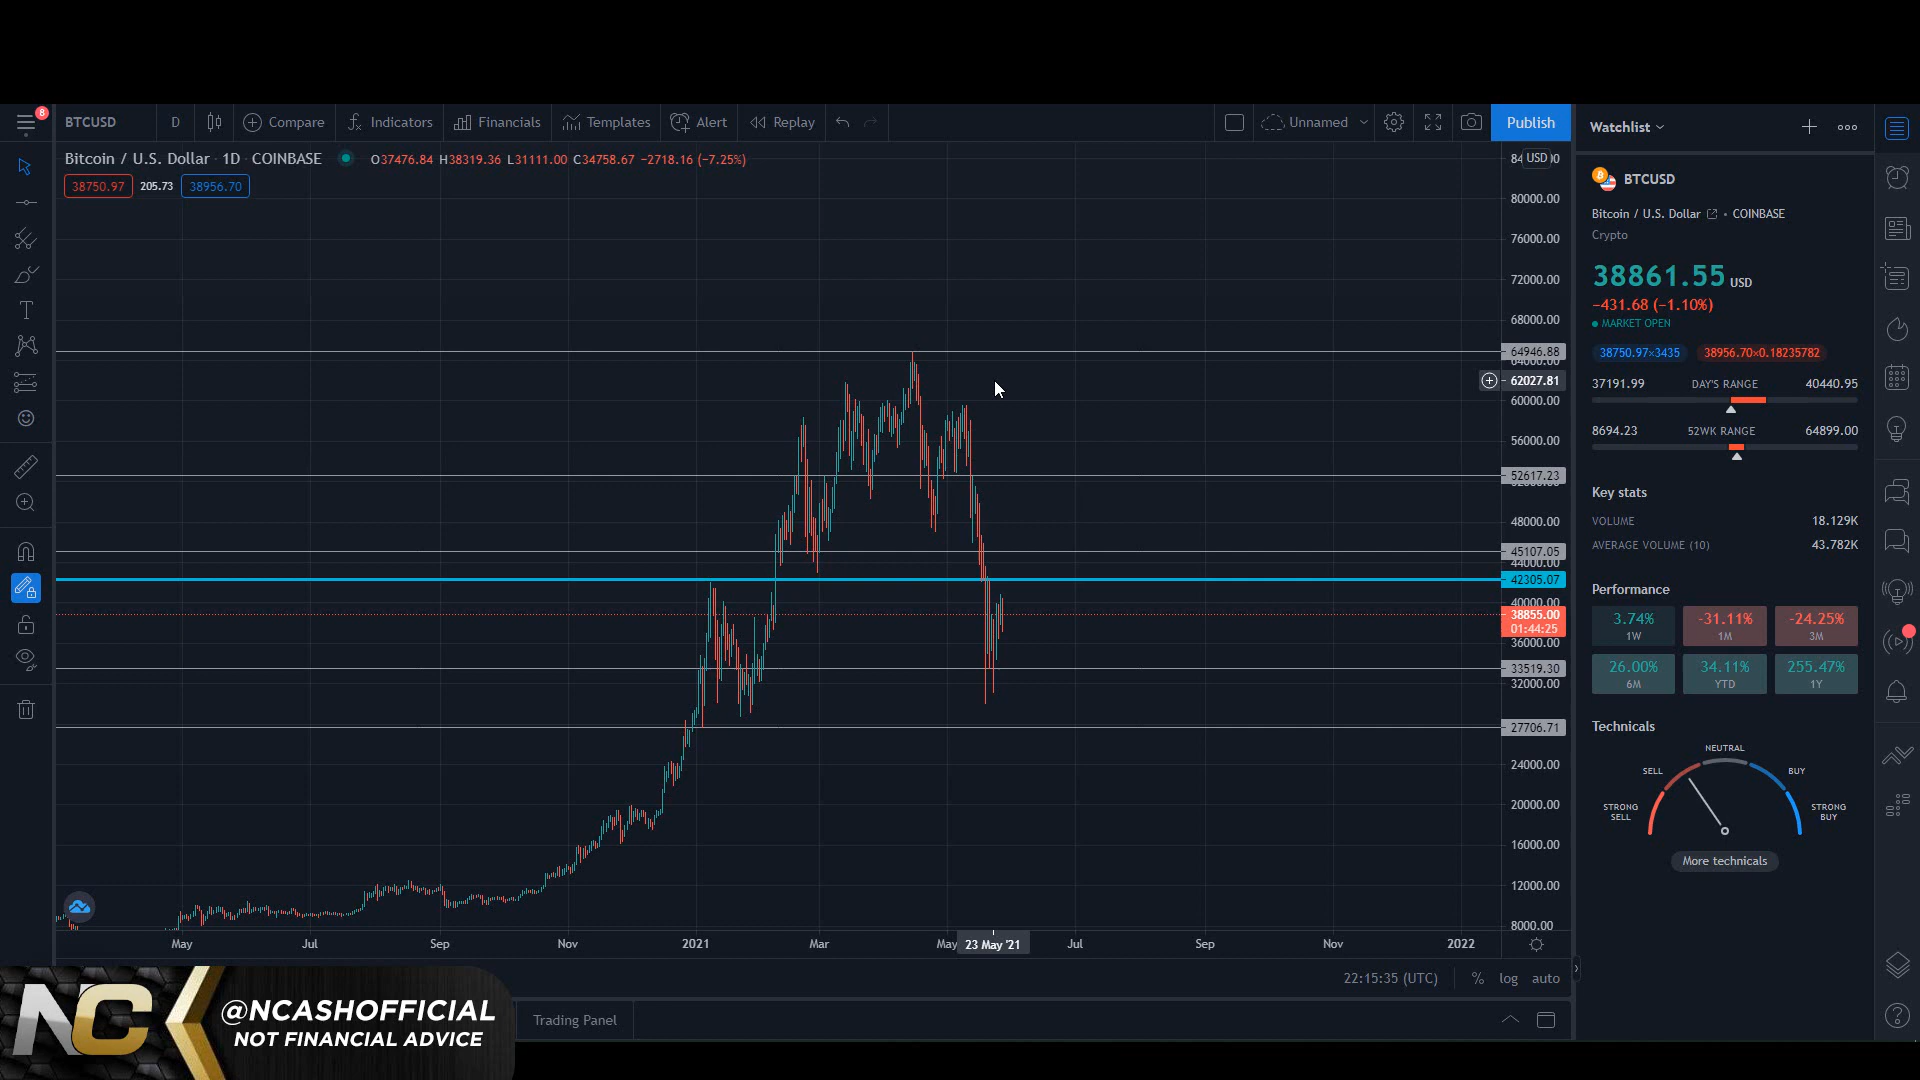 8
BTCUSD D Compare Indicators Financials Templates Alert Replay Unnamed Publish
Bitcoin / U.S. Dollar · 1D · COINBASE O37476.84 H38319.36 L31111.00 C34758.67 −2718.16 (−7.25%)
38750.97 205.73 38956.70
USD
80000.00
76000.00
72000.00
68000.00
64946.88
62027.81
60000.00
56000.00
52617.23
48000.00
45107.05
44000.00
42305.07
40000.00
38855.00
01:44:25
36000.00
33519.30
32000.00
27706.71
24000.00
20000.00
16000.00
12000.00
8000.00
May Jul Sep Nov 2021 Mar May 23 May '21 Jul Sep Nov 2022
22:15:35 (UTC) % log auto
Trading Panel
NC
@NCASHOFFICIAL
NOT FINANCIAL ADVICE
Watchlist
BTCUSD
Bitcoin / U.S. Dollar • COINBASE
Crypto
38861.55 USD
−431.68 (−1.10%)
MARKET OPEN
38750.97×3435 38956.70×0.18235782
37191.99 DAY'S RANGE 40440.95
8694.23 52WK RANGE 64899.00
Key stats
VOLUME 18.129K
AVERAGE VOLUME (10) 43.782K
Performance
3.74% -31.11% -24.25%
1W 1M 3M
26.00% 34.11% 255.47%
6M YTD 1Y
Technicals
NEUTRAL
SELL BUY
STRONG SELL STRONG BUY
More technicals